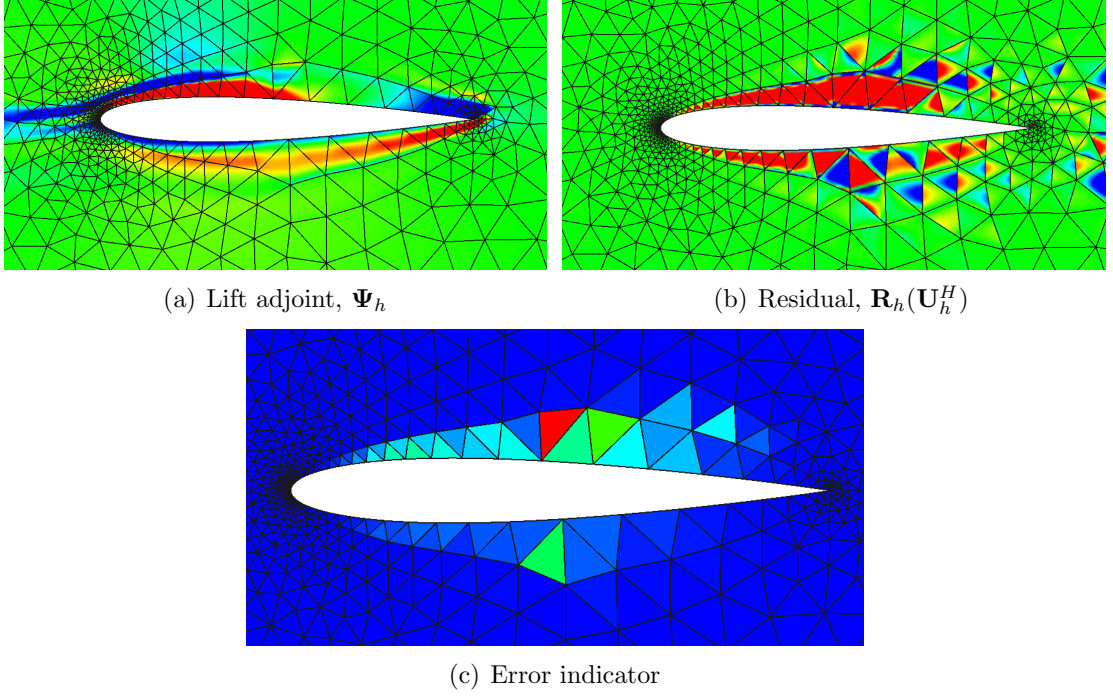 (a) Lift adjoint, Ψ_h
(b) Residual, R_h(U_h^H)
(c) Error indicator